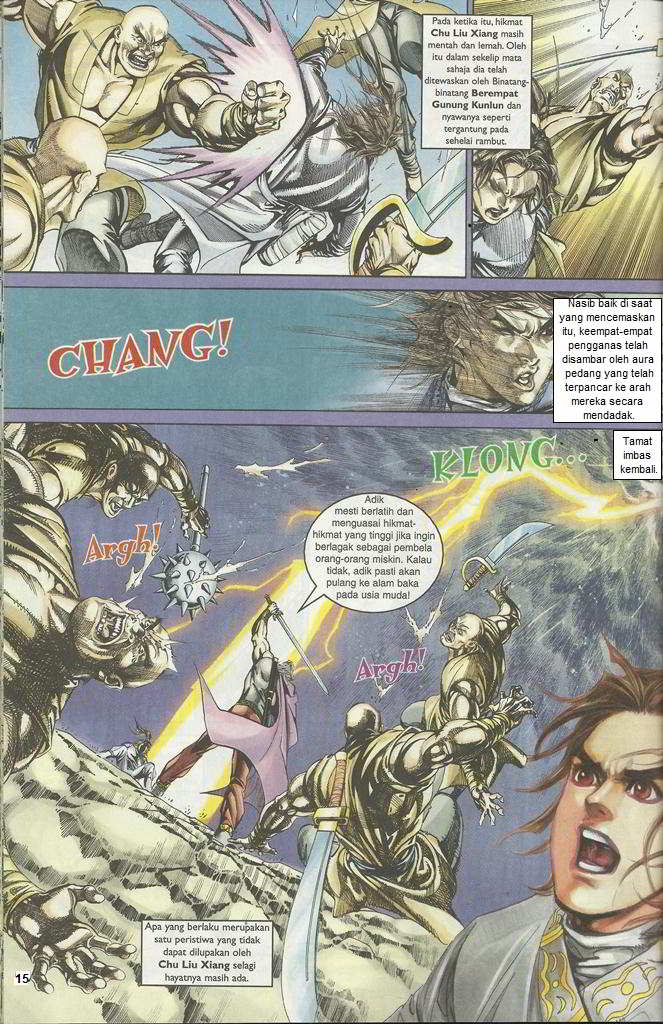 Pada ketika itu, hikmat
Chu Liu Xiang masih
mentah dan lemah. Oleh
itu dalam sekelip mata
sahaja dia telah
ditewaskan oleh Binatang-
binatang Berempat
Gunung Kunlun dan
nyawanya seperti
tergantung pada
sehelai rambut.
CHANG!
Nasib baik di saat
yang mencemaskan
itu, keempat-empat
pengganas telah
disambar oleh aura
pedang yang telah
terpancar ke arah
mereka secara
mendadak.
Tamat
imbas
kembali.
KLONG...
Argh!
Adik
mesti berlatih dan
menguasai hikmat-
hikmat yang tinggi jika ingin
berlagak sebagai pembela
orang-orang miskin. Kalau
tidak, adik pasti akan
pulang ke alam baka
pada usia muda!
Argh!
Apa yang berlaku merupakan
satu peristiwa yang tidak
dapat dilupakan oleh
Chu Liu Xiang selagi
hayatnya masih ada.
15